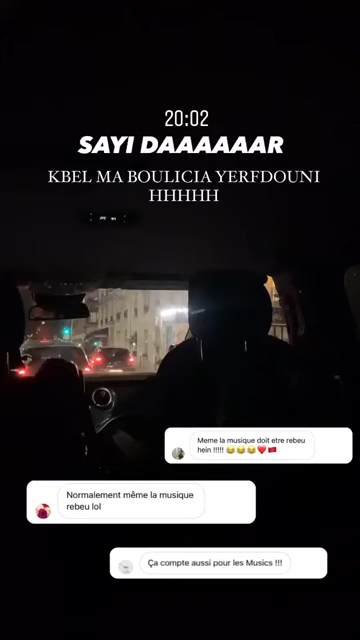 20:02
SAYI DAAAAAAR
KBEL MA BOULICIA YERFDOUNI
HHHHH
Meme la musique doit etre rebeu
hein !!!!! 😂😂😂❤️🇲🇦
Normalement même la musique
rebeu lol
Ça compte aussi pour les Musics !!!